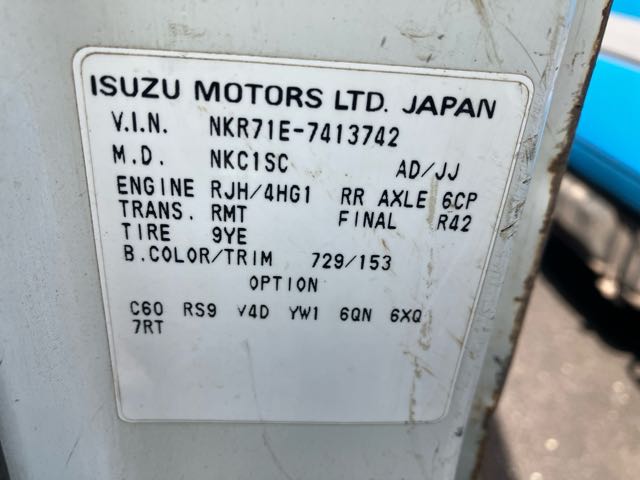 ISUZU MOTORS LTD. JAPAN
V.I.N. NKR71E-7413742
M.D. NKC1SC AD/JJ
ENGINE RJH/4HG1 RR AXLE 6CP
TRANS. RMT FINAL R42
TIRE 9YE
B.COLOR/TRIM 729/153
OPTION
C60 RS9 V4D YW1 6QN 6XQ
7RT